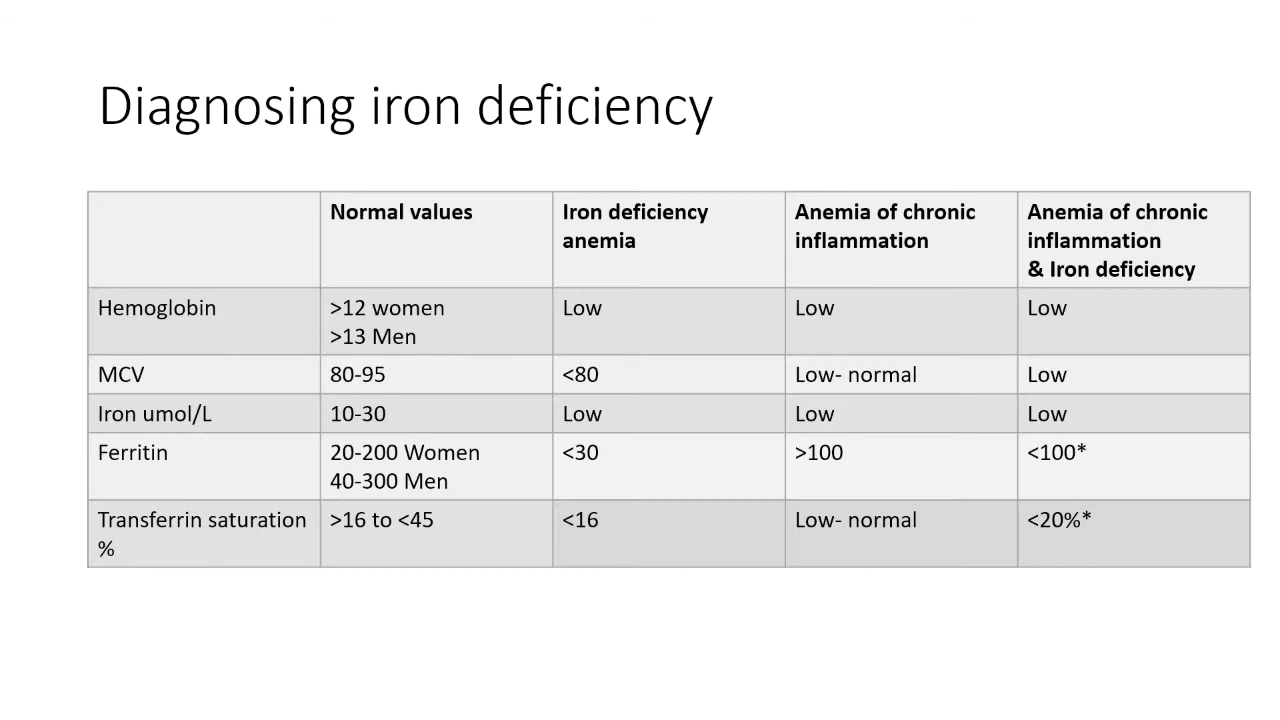 Diagnosing iron deficiency
Normal values
Iron deficiency
anemia
Anemia of chronic
inflammation
Anemia of chronic
inflammation
& Iron deficiency
Hemoglobin
>12 women
>13 Men
Low
Low
Low
MCV
80-95
<80
Low- normal
Low
Iron umol/L
10-30
Low
Low
Low
Ferritin
20-200 Women
40-300 Men
<30
>100
<100*
Transferrin saturation
%
>16 to <45
<16
Low- normal
<20%*